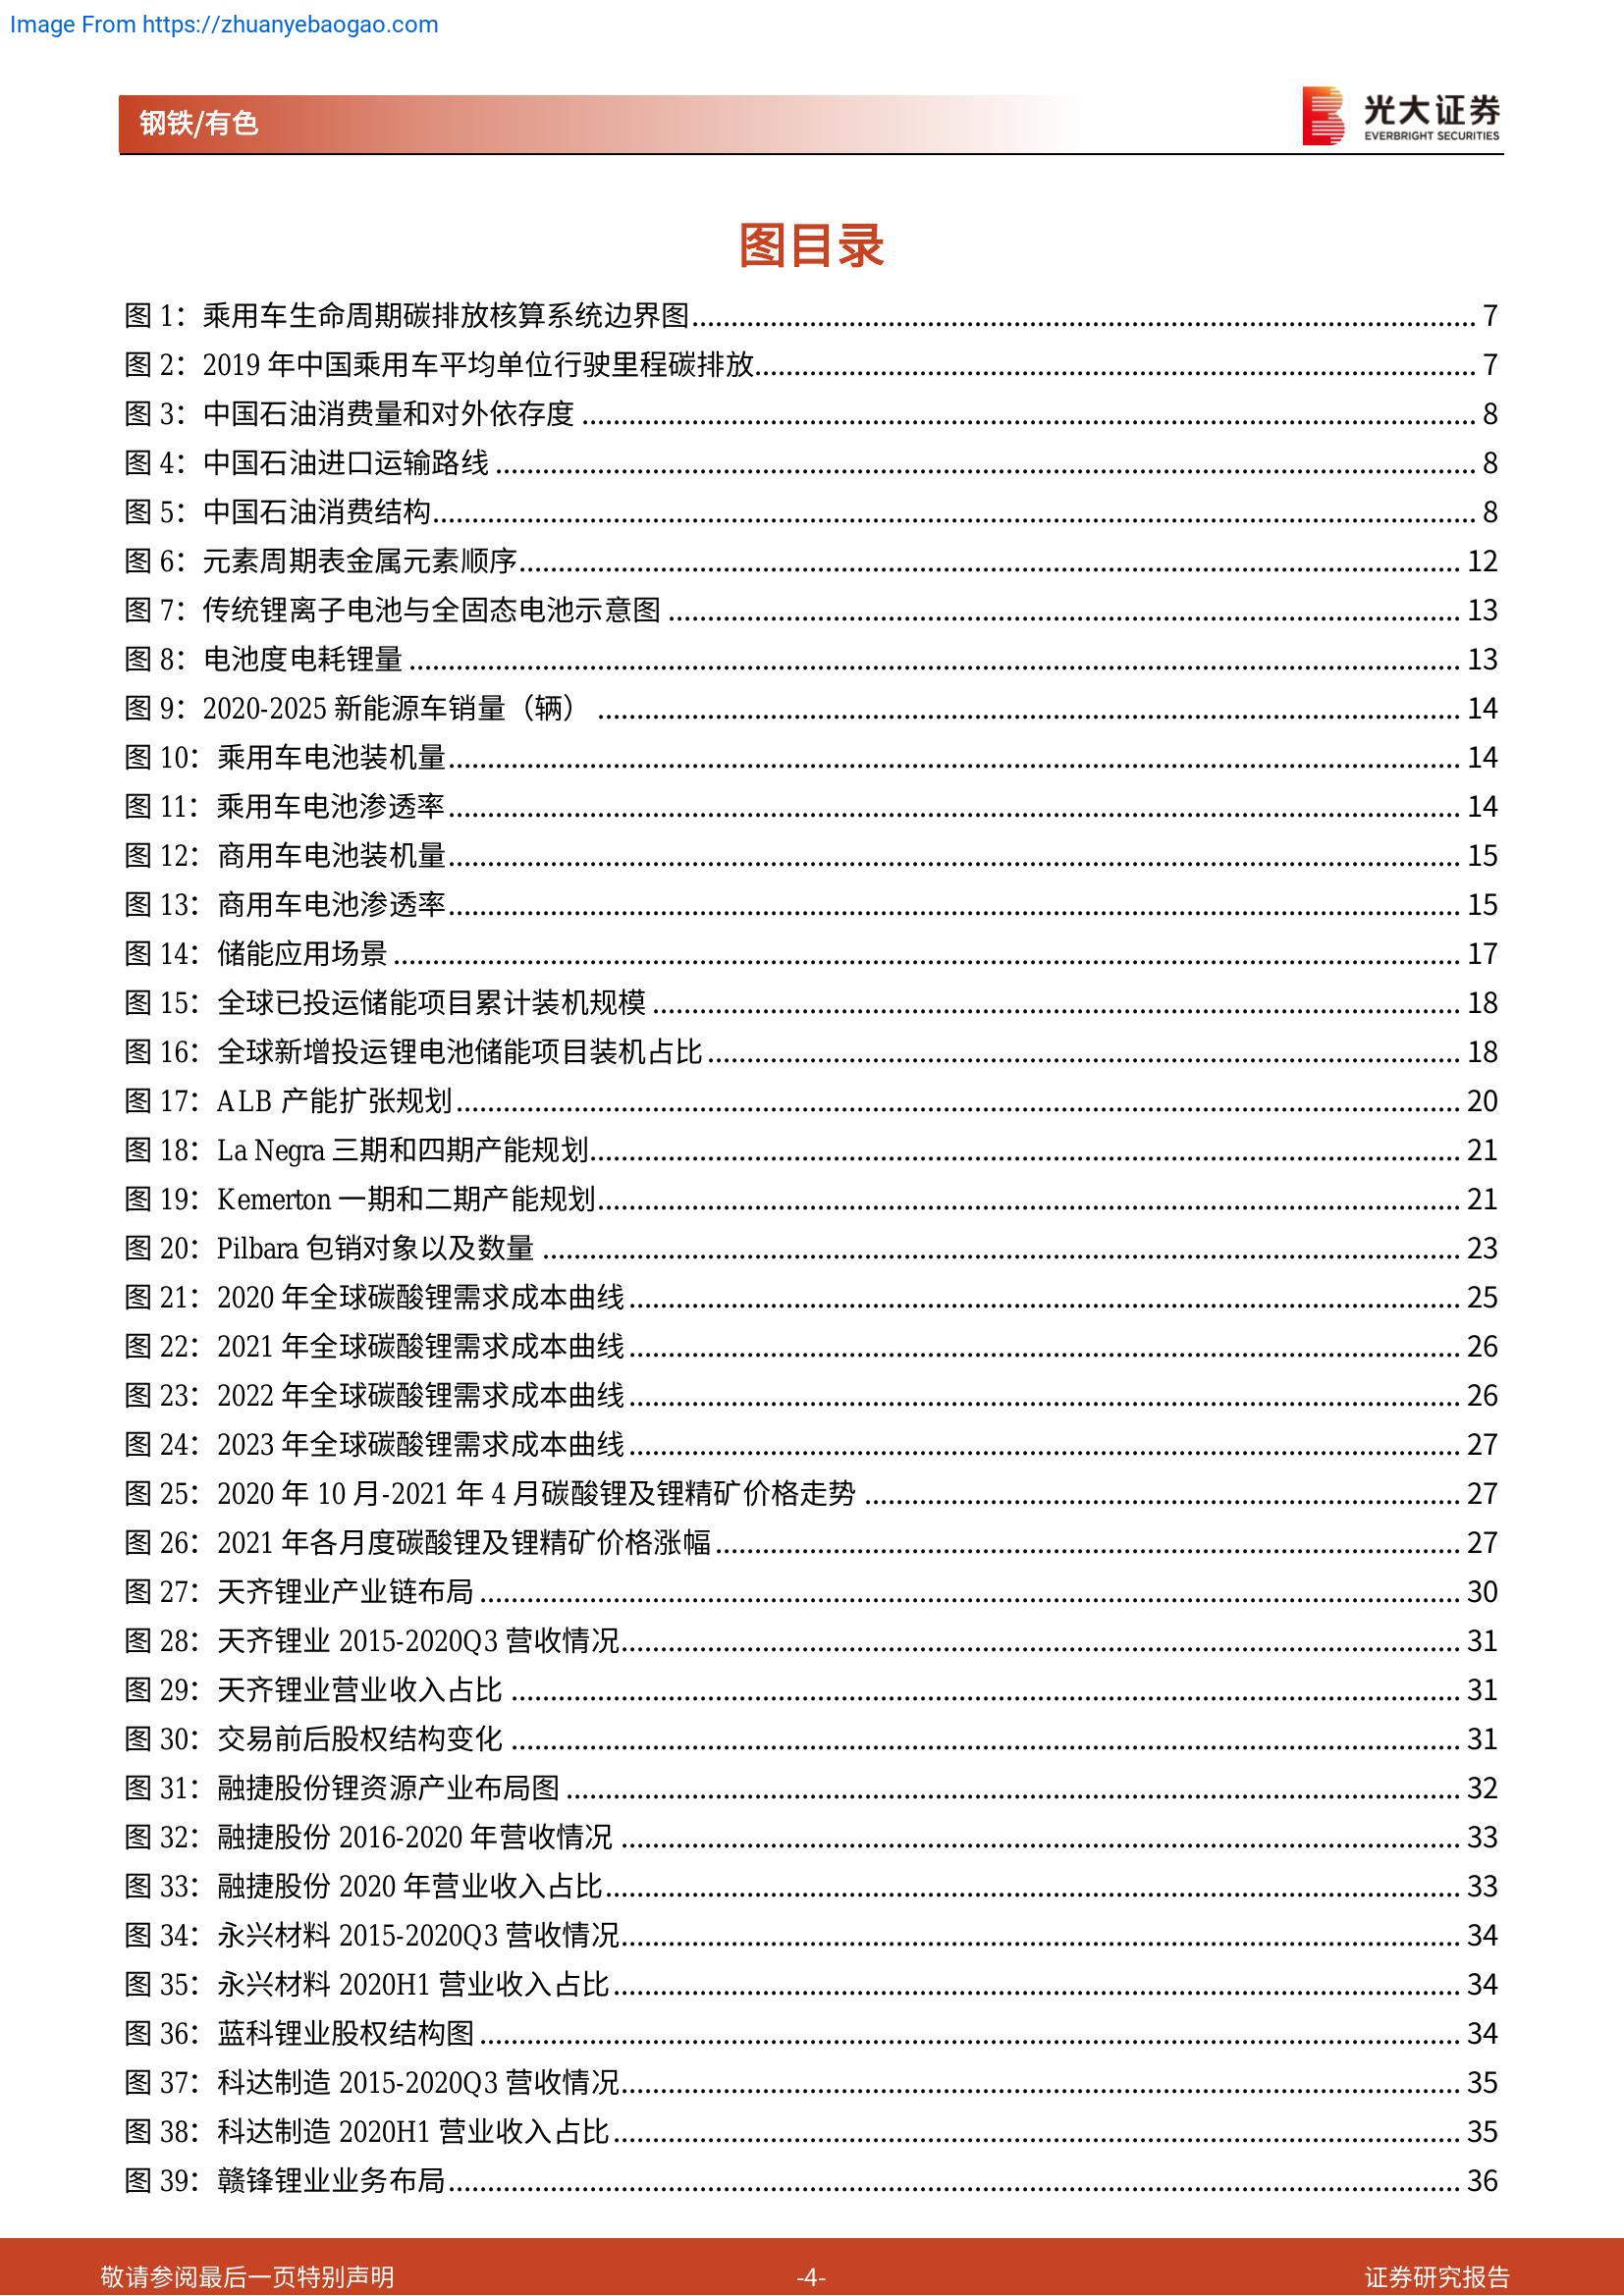 Image From https://zhuanyebaogao.com
钢铁/有色
光大证券
EVERBRIGHT SECURITIES
图目录
图 1：乘用车生命周期碳排放核算系统边界图 7
图 2：2019 年中国乘用车平均单位行驶里程碳排放 7
图 3：中国石油消费量和对外依存度 8
图 4：中国石油进口运输路线 8
图 5：中国石油消费结构 8
图 6：元素周期表金属元素顺序 12
图 7：传统锂离子电池与全固态电池示意图 13
图 8：电池度电耗锂量 13
图 9：2020-2025 新能源车销量（辆） 14
图 10：乘用车电池装机量 14
图 11：乘用车电池渗透率 14
图 12：商用车电池装机量 15
图 13：商用车电池渗透率 15
图 14：储能应用场景 17
图 15：全球已投运储能项目累计装机规模 18
图 16：全球新增投运锂电池储能项目装机占比 18
图 17：ALB 产能扩张规划 20
图 18：La Negra 三期和四期产能规划 21
图 19：Kemerton 一期和二期产能规划 21
图 20：Pilbara 包销对象以及数量 23
图 21：2020 年全球碳酸锂需求成本曲线 25
图 22：2021 年全球碳酸锂需求成本曲线 26
图 23：2022 年全球碳酸锂需求成本曲线 26
图 24：2023 年全球碳酸锂需求成本曲线 27
图 25：2020 年 10 月-2021 年 4 月碳酸锂及锂精矿价格走势 27
图 26：2021 年各月度碳酸锂及锂精矿价格涨幅 27
图 27：天齐锂业产业链布局 30
图 28：天齐锂业 2015-2020Q3 营收情况 31
图 29：天齐锂业营业收入占比 31
图 30：交易前后股权结构变化 31
图 31：融捷股份锂资源产业布局图 32
图 32：融捷股份 2016-2020 年营收情况 33
图 33：融捷股份 2020 年营业收入占比 33
图 34：永兴材料 2015-2020Q3 营收情况 34
图 35：永兴材料 2020H1 营业收入占比 34
图 36：蓝科锂业股权结构图 34
图 37：科达制造 2015-2020Q3 营收情况 35
图 38：科达制造 2020H1 营业收入占比 35
图 39：赣锋锂业业务布局 36
敬请参阅最后一页特别声明 -4- 证券研究报告